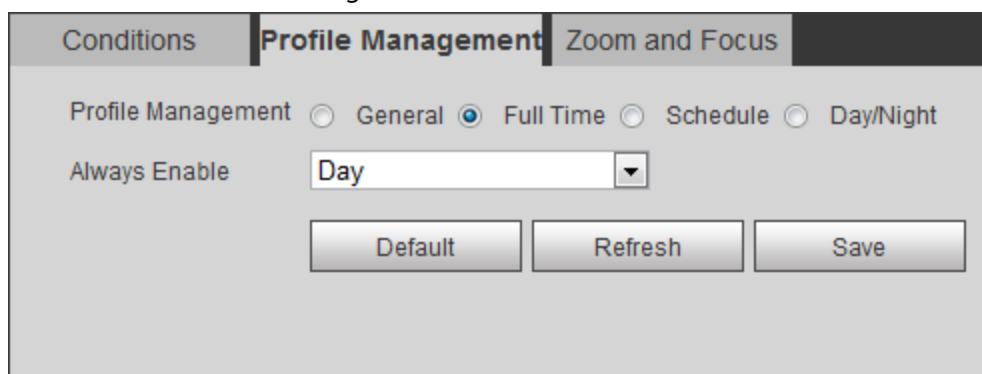 Conditions Profile Management Zoom and Focus
Profile Management General Full Time Schedule Day/Night
Always Enable Day
Default Refresh Save